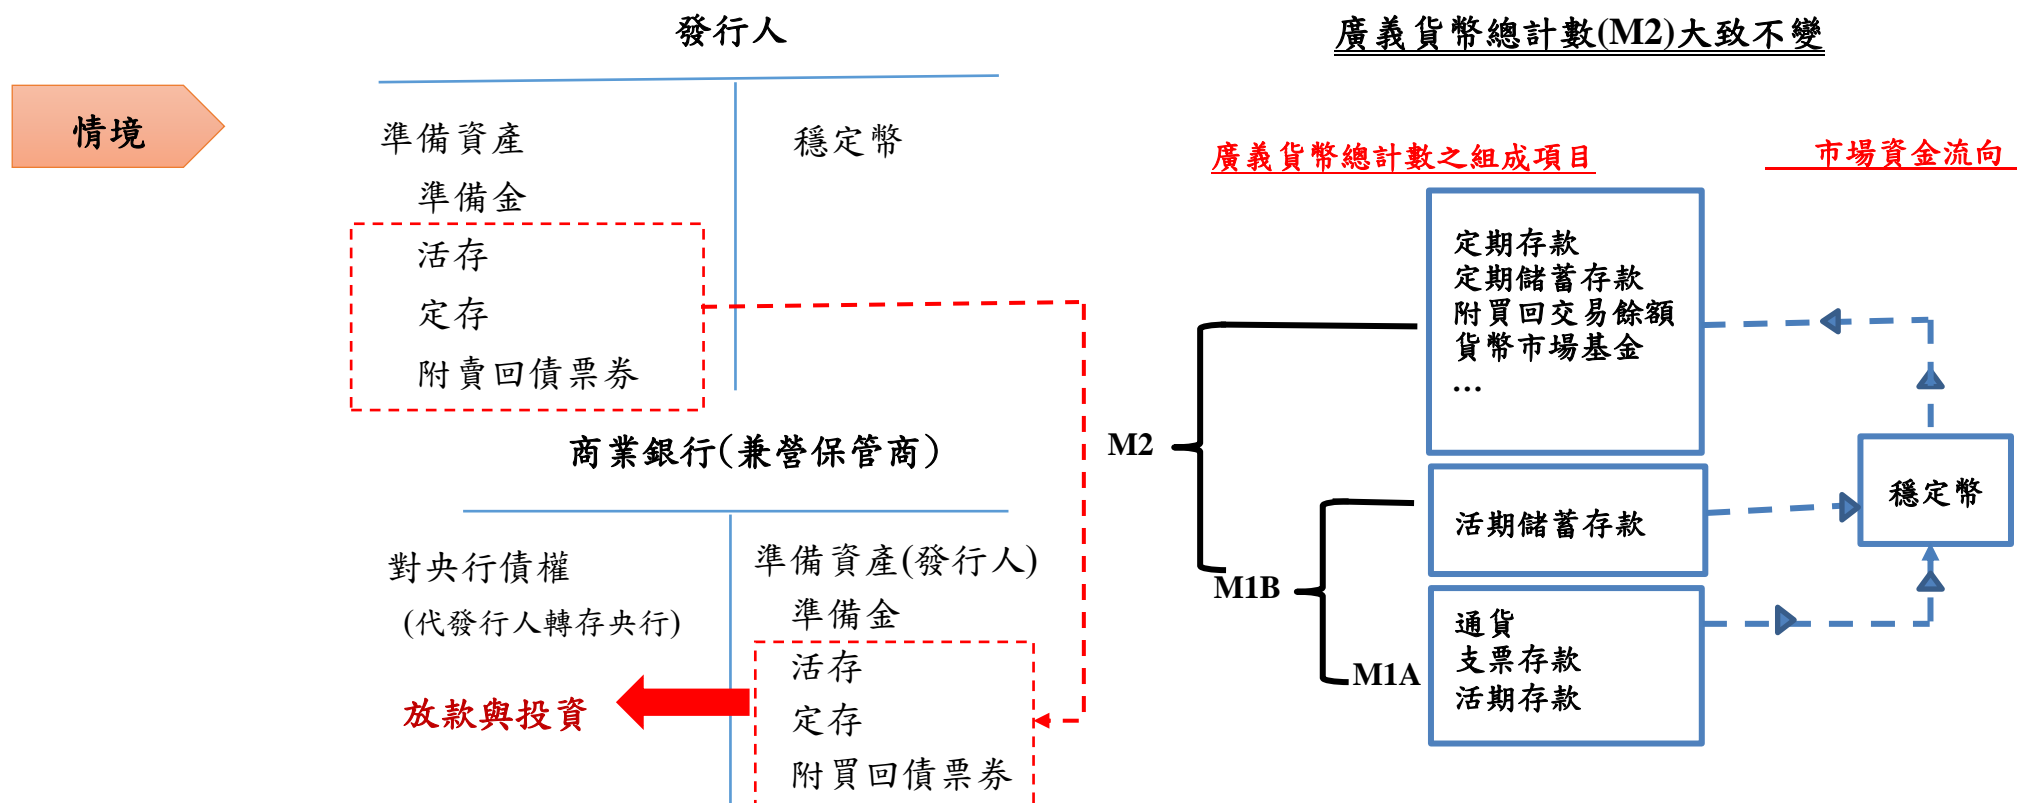 發行人
廣義貨幣總計數(M2)大致不變
情境
準備資產
穩定幣
準備金
活存
定存
附賣回債票券
商業銀行(兼營保管商)
對央行債權
(代發行人轉存央行)
放款與投資
準備資產(發行人)
準備金
活存
定存
附買回債票券
廣義貨幣總計數之組成項目
市場資金流向
定期存款
定期儲蓄存款
附買回交易餘額
貨幣市場基金
…
M2
活期儲蓄存款
穩定幣
M1B
通貨
支票存款
活期存款
M1A